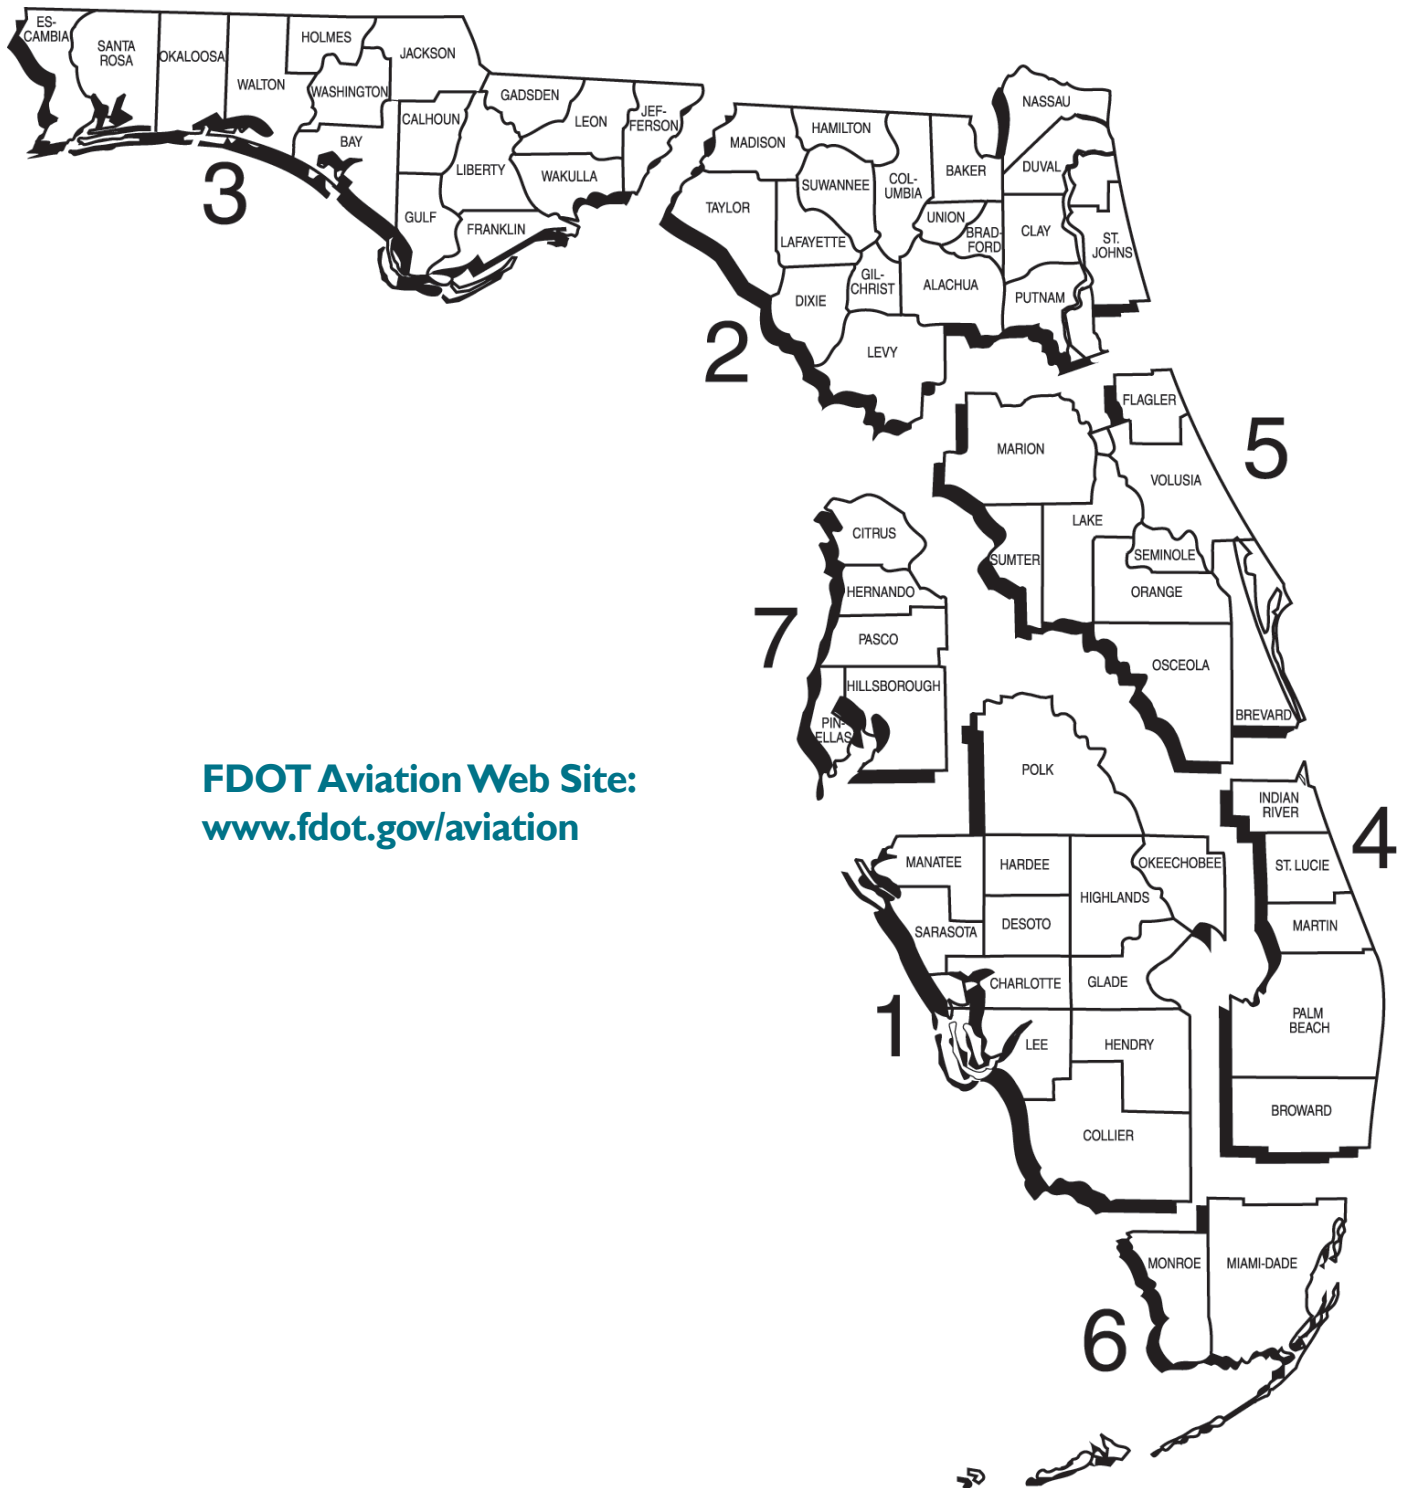 ES-
CAMBIA
SANTA
ROSA
OKALOOSA
WALTON
HOLMES
WASHINGTON
JACKSON
BAY
CALHOUN
GULF
LIBERTY
GADSDEN
LEON
WAKULLA
FRANKLIN
JEF-
FERSON
3
MADISON
HAMILTON
TAYLOR
SUWANNEE
LAFAYETTE
COL-
UMBIA
BAKER
NASSAU
DUVAL
UNION
BRAD-
FORD
CLAY
ST.
JOHNS
DIXIE
GIL-
CHRIST
ALACHUA
PUTNAM
LEVY
2
FLAGLER
MARION
VOLUSIA
LAKE
SUMTER
SEMINOLE
ORANGE
OSCEOLA
BREVARD
5
CITRUS
HERNANDO
PASCO
HILLSBOROUGH
PIN-
ELLAS
7
FDOT Aviation Web Site:
www.fdot.gov/aviation
POLK
MANATEE
HARDEE
OKEECHOBEE
HIGHLANDS
SARASOTA
DESOTO
CHARLOTTE
GLADE
LEE
HENDRY
COLLIER
1
INDIAN
RIVER
ST. LUCIE
MARTIN
PALM
BEACH
BROWARD
4
MONROE
MIAMI-DADE
6